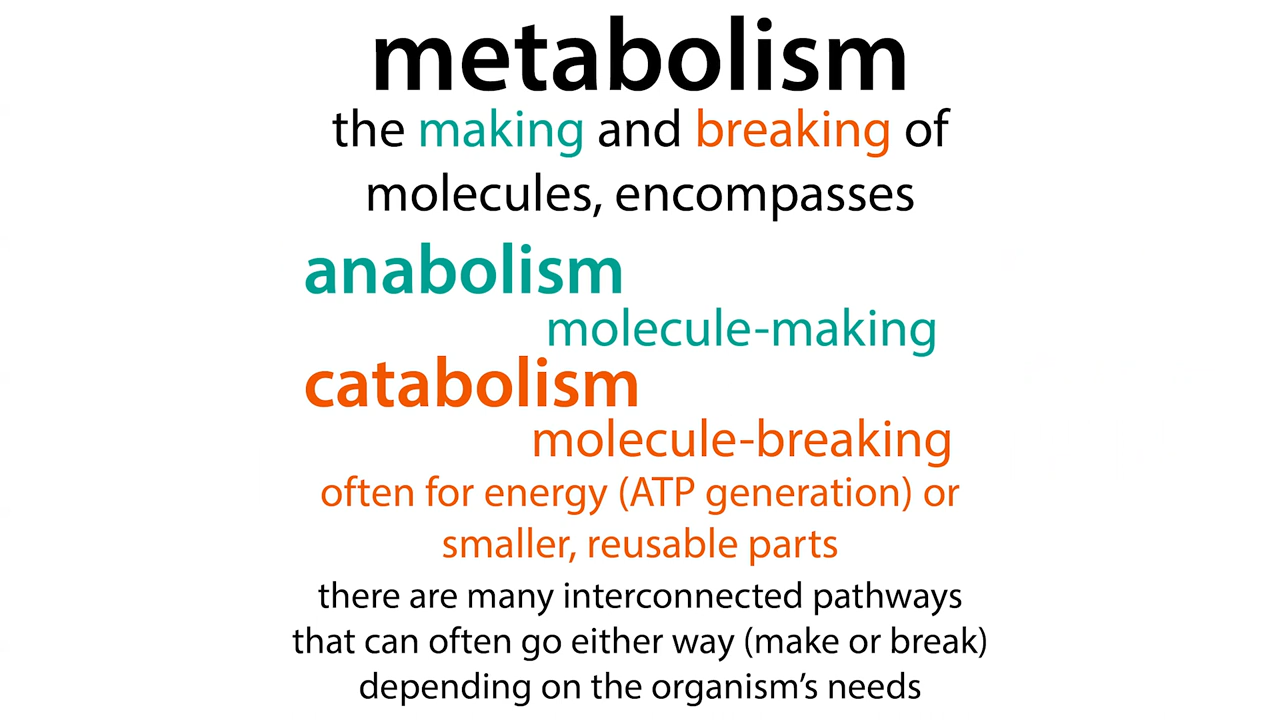 metabolism
the making and breaking of
molecules, encompasses
anabolism
molecule-making
catabolism
molecule-breaking
often for energy (ATP generation) or
smaller, reusable parts
there are many interconnected pathways
that can often go either way (make or break)
depending on the organism’s needs